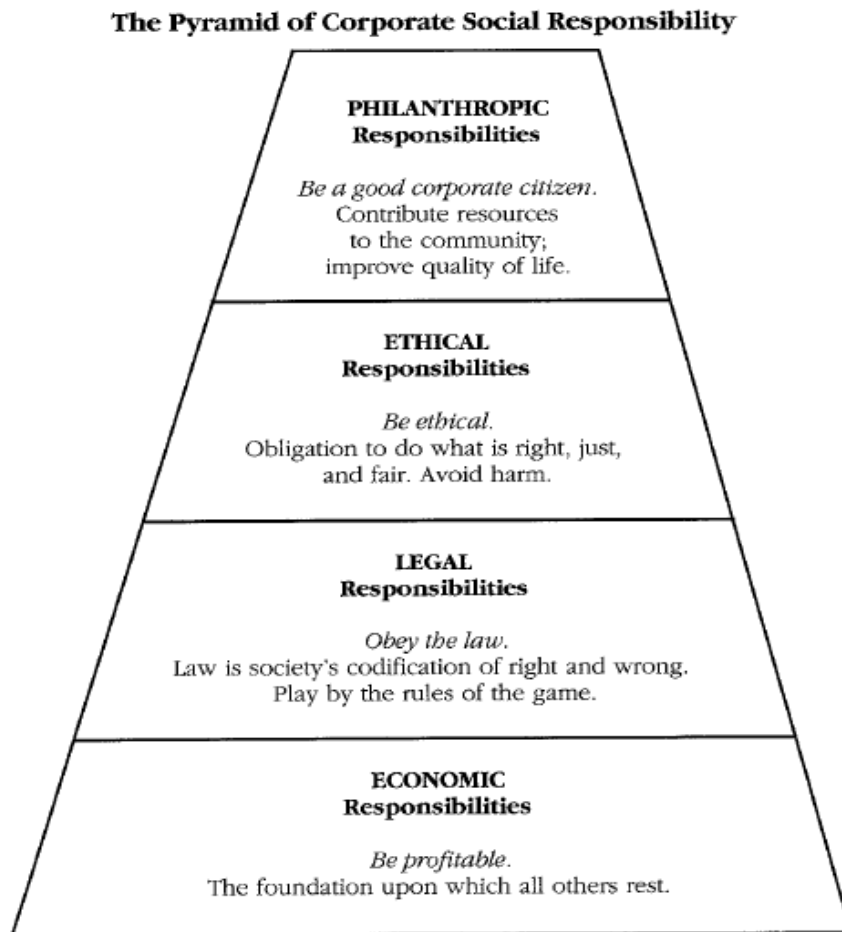 The Pyramid of Corporate Social Responsibility
PHILANTHROPIC
Responsibilities
Be a good corporate citizen.
Contribute resources
to the community;
improve quality of life.
ETHICAL
Responsibilities
Be ethical.
Obligation to do what is right, just,
and fair. Avoid harm.
LEGAL
Responsibilities
Obey the law.
Law is society's codification of right and wrong.
Play by the rules of the game.
ECONOMIC
Responsibilities
Be profitable.
The foundation upon which all others rest.